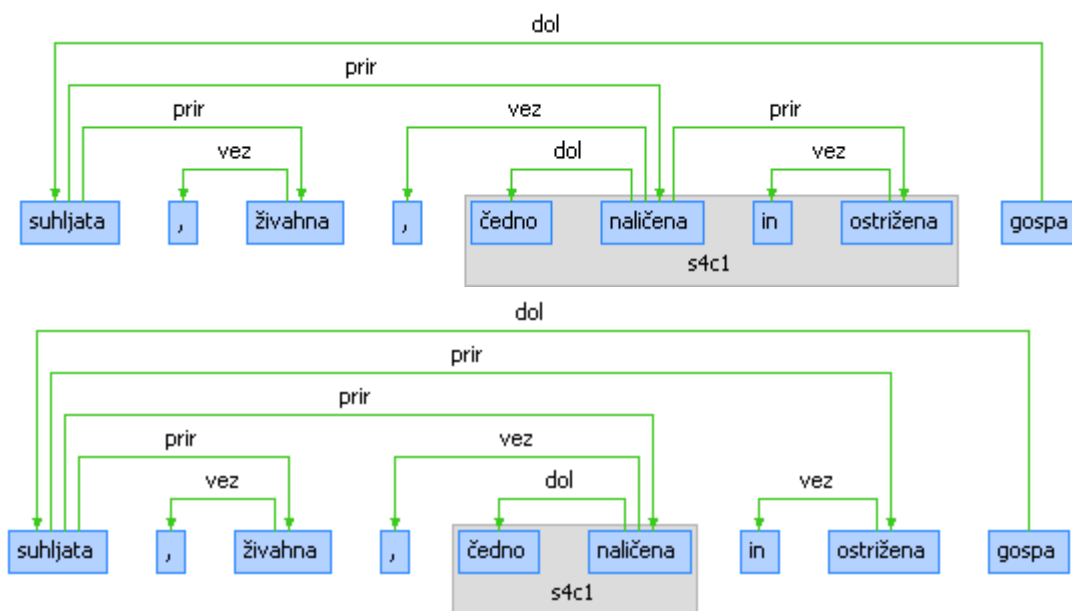 dol
prir
prir vez prir
vez dol vez
suhljata , živahna , čedno naličena in ostrižena gospa
s4c1
dol
prir
prir
prir vez
vez dol vez
suhljata , živahna , čedno naličena in ostrižena gospa
s4c1